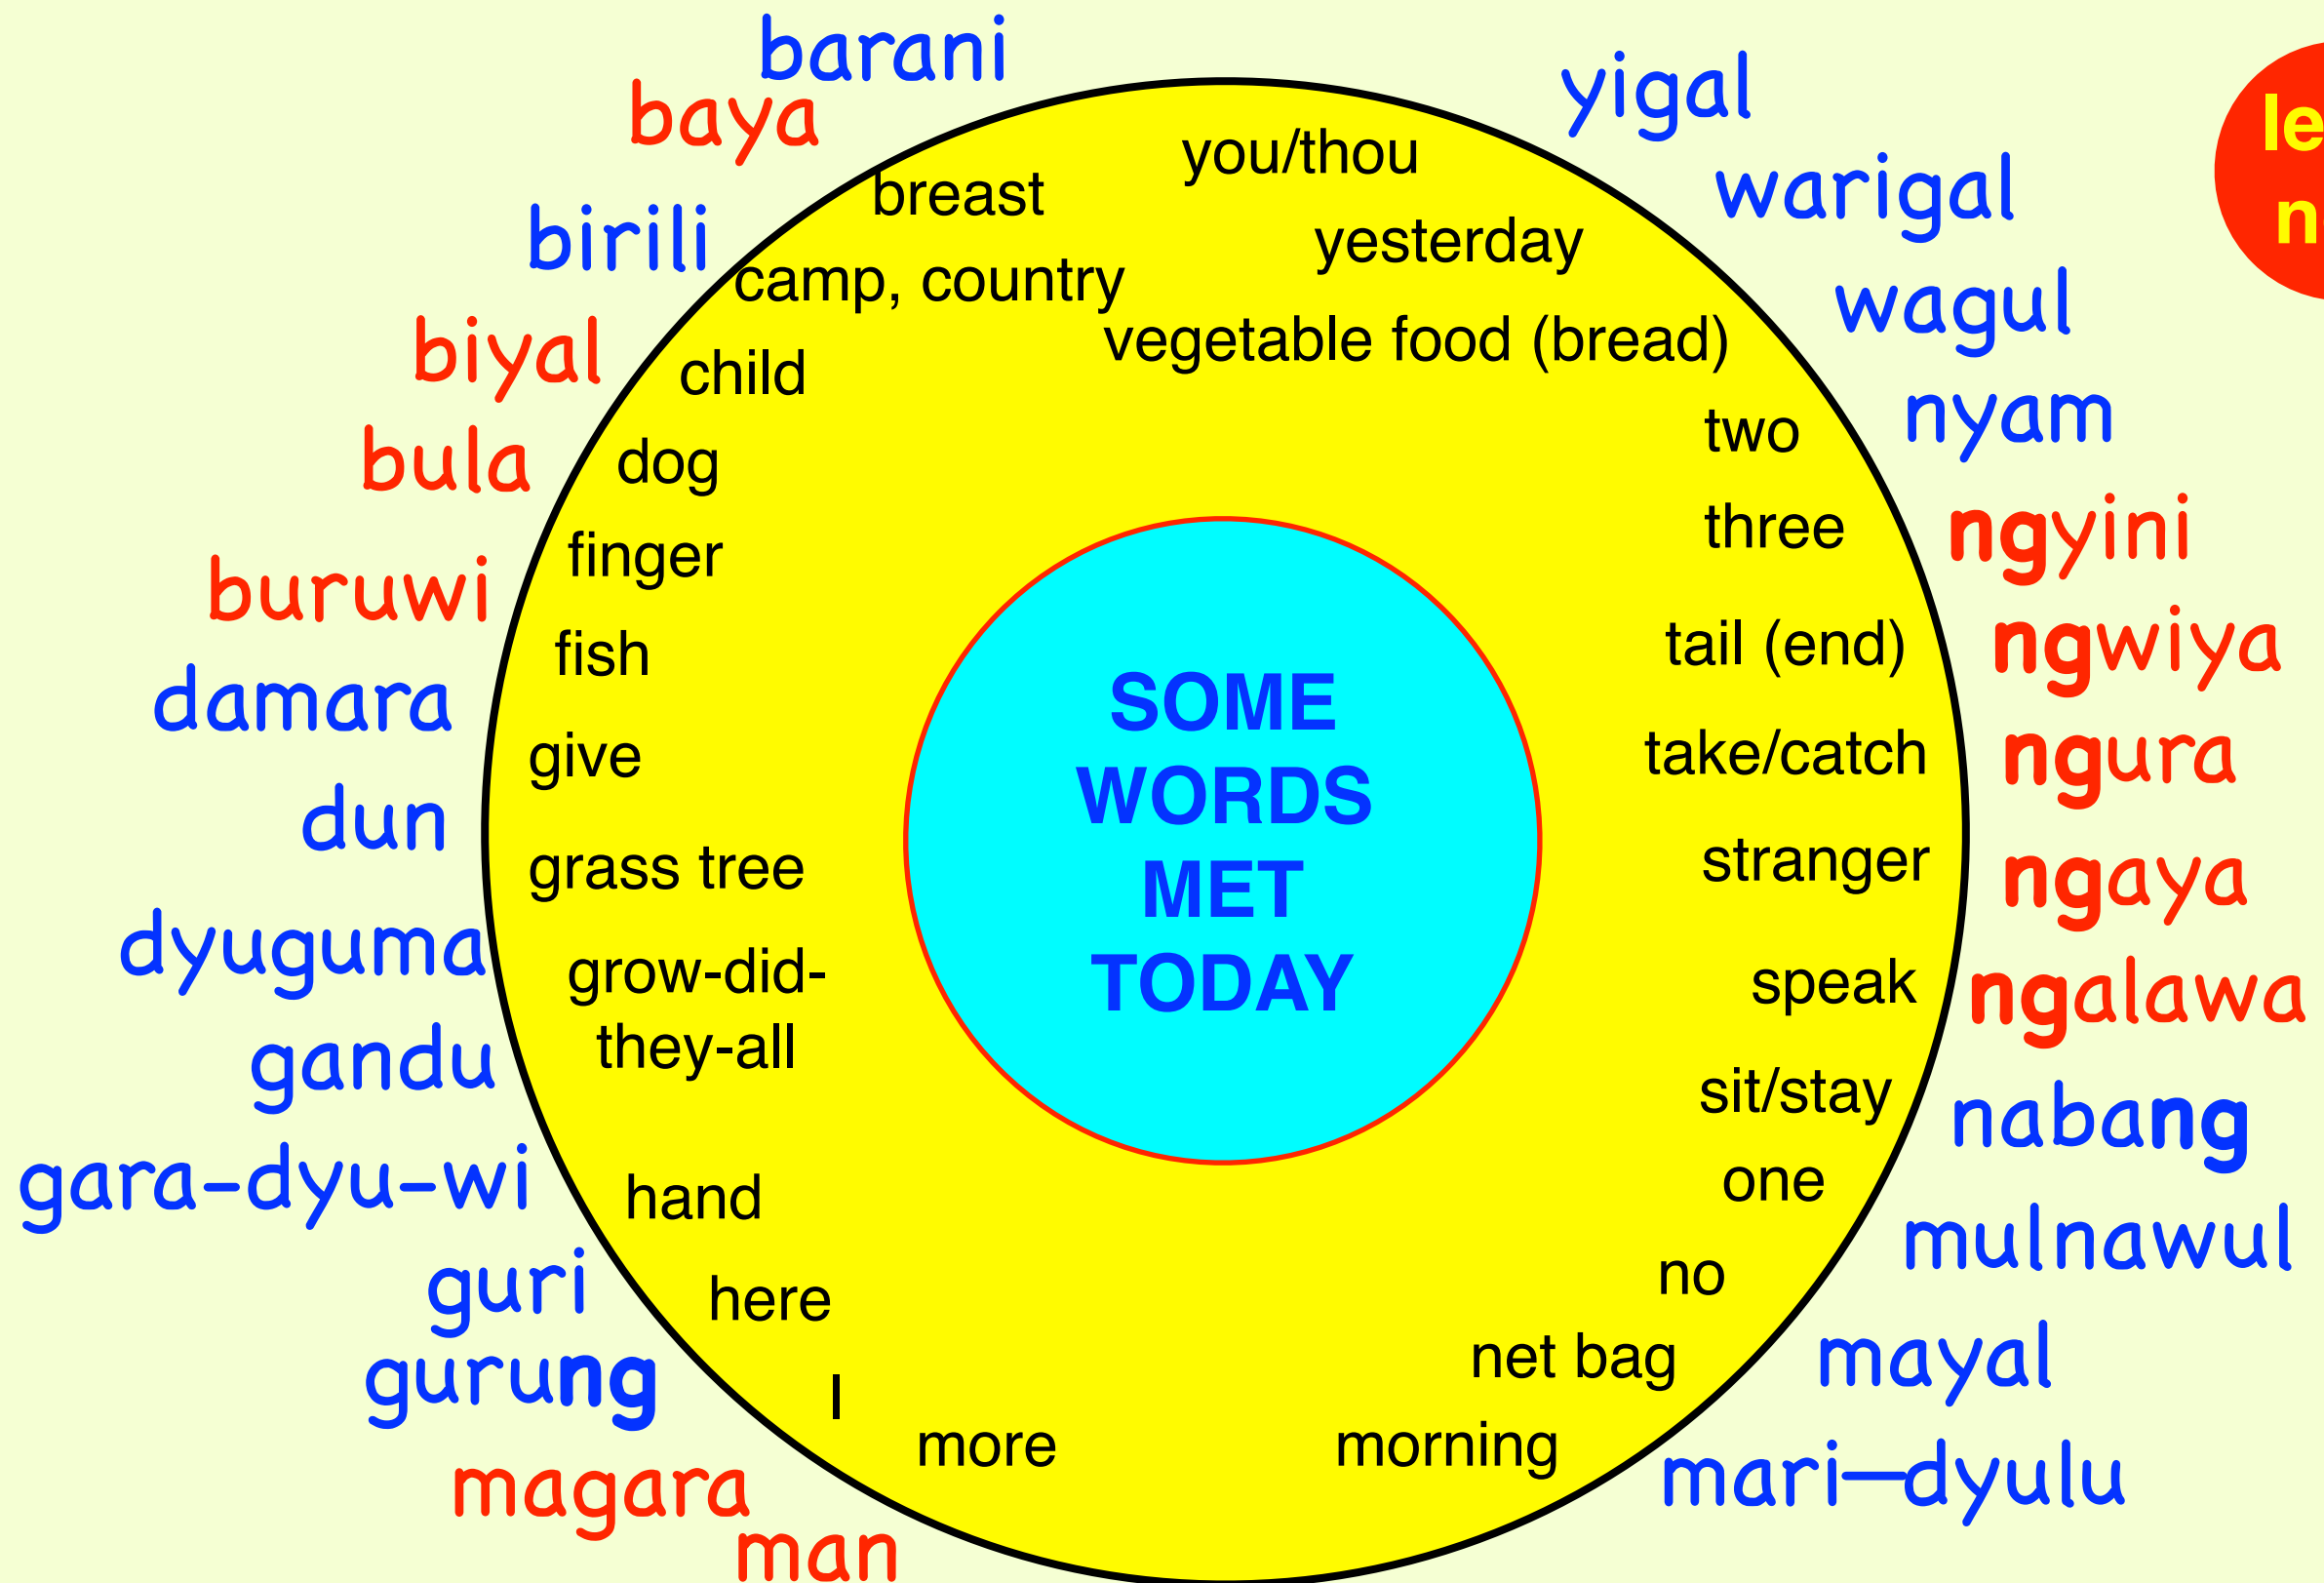 barani
baya
birili
biyal
bula
buruwi
damara
dun
dyuguma
gandu
gara-dyu-wi
guri
gurung
magara
man
breast
camp, country
child
dog
finger
fish
give
grass tree
grow-did-
they-all
hand
here
I
more
SOME
WORDS
MET
TODAY
you/thou
yesterday
vegetable food (bread)
two
three
tail (end)
take/catch
stranger
speak
sit/stay
one
no
net bag
morning
yigal
warigal
wagul
nyam
ngyini
ngwiya
ngura
ngaya
ngalawa
nabang
mulnawul
mayal
mari—dyulu
le
n